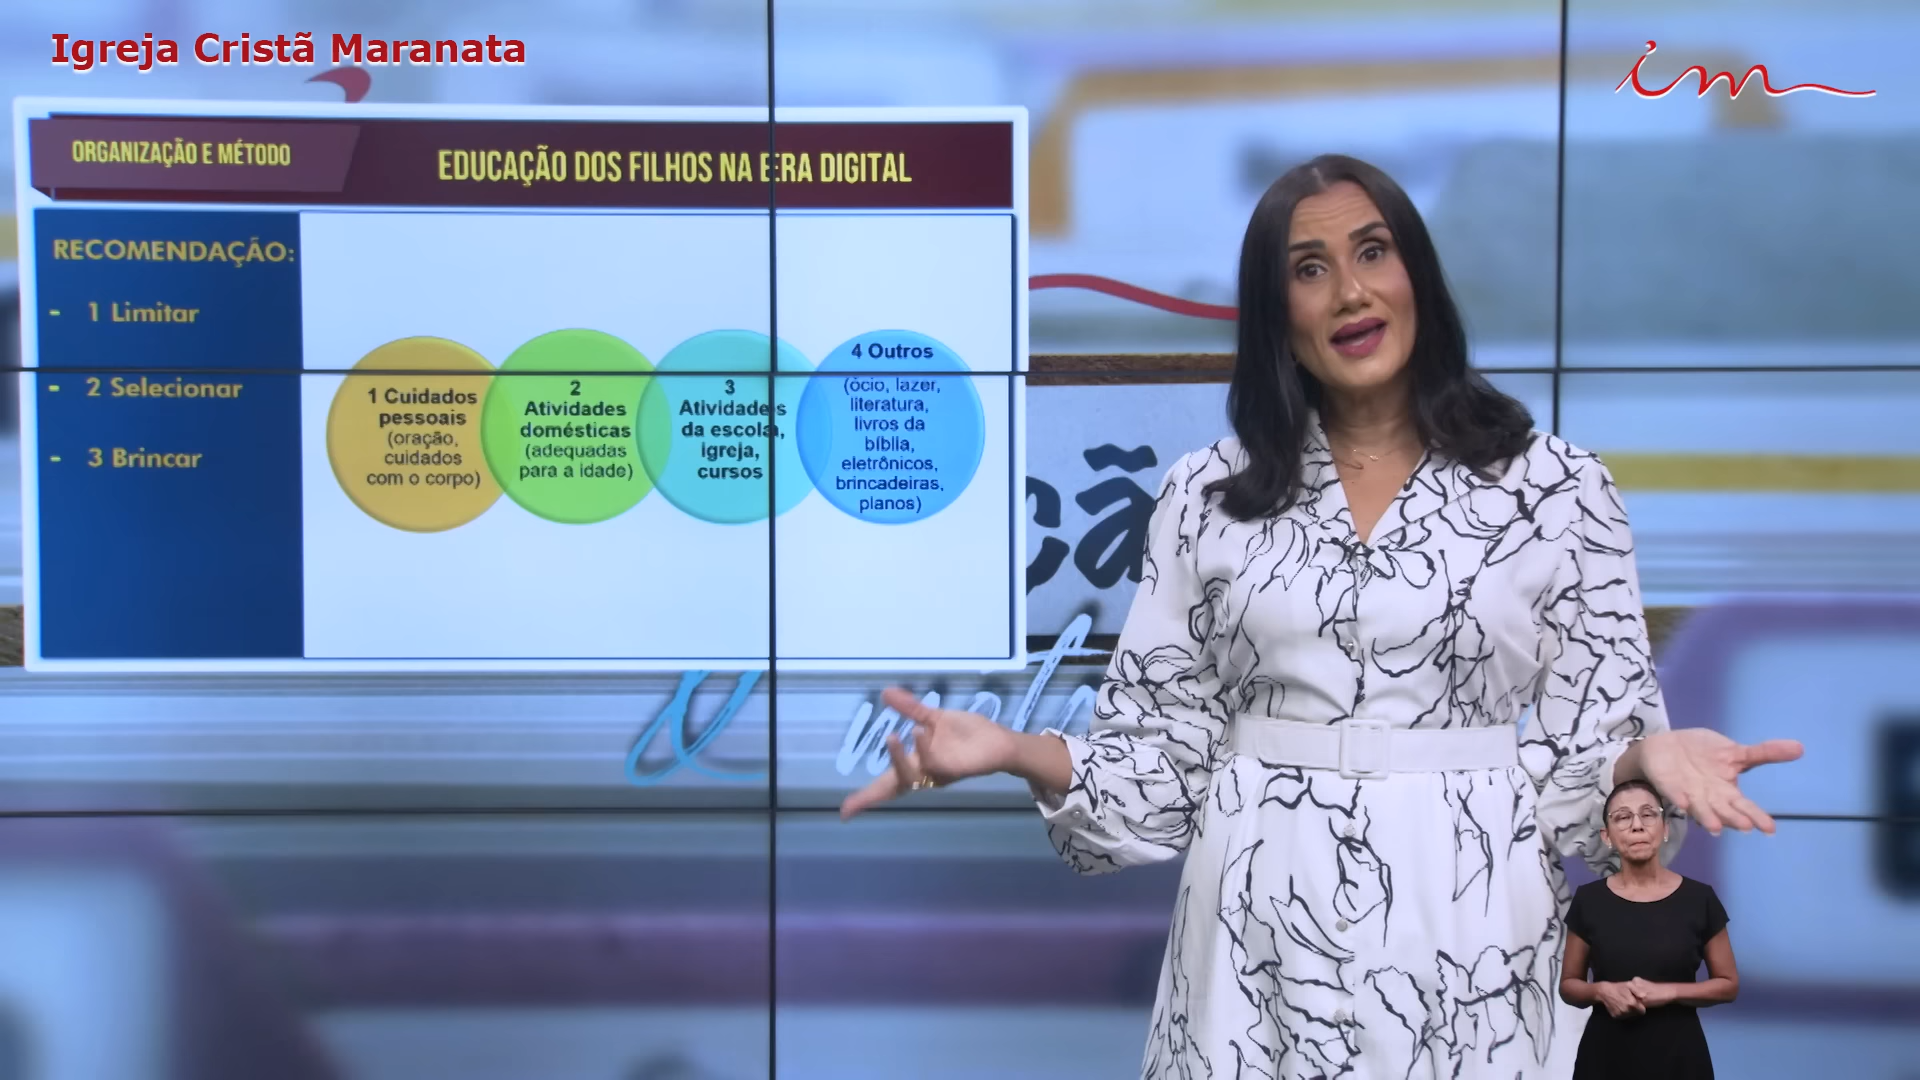 Igreja Cristã Maranata
im
ORGANIZAÇÃO E MÉTODO
EDUCAÇÃO DOS FILHOS NA ERA DIGITAL
RECOMENDAÇÃO:
- 1 Limitar
- 2 Selecionar
- 3 Brincar
1 Cuidados
pessoais
(oração,
cuidados
com o corpo)
2
Atividades
domésticas
(adequadas
para a idade)
3
Atividades
da escola,
igreja,
cursos
4 Outros
(ócio, lazer,
literatura,
livros da
bíblia,
eletrônicos,
brincadeiras,
planos)
çã
&